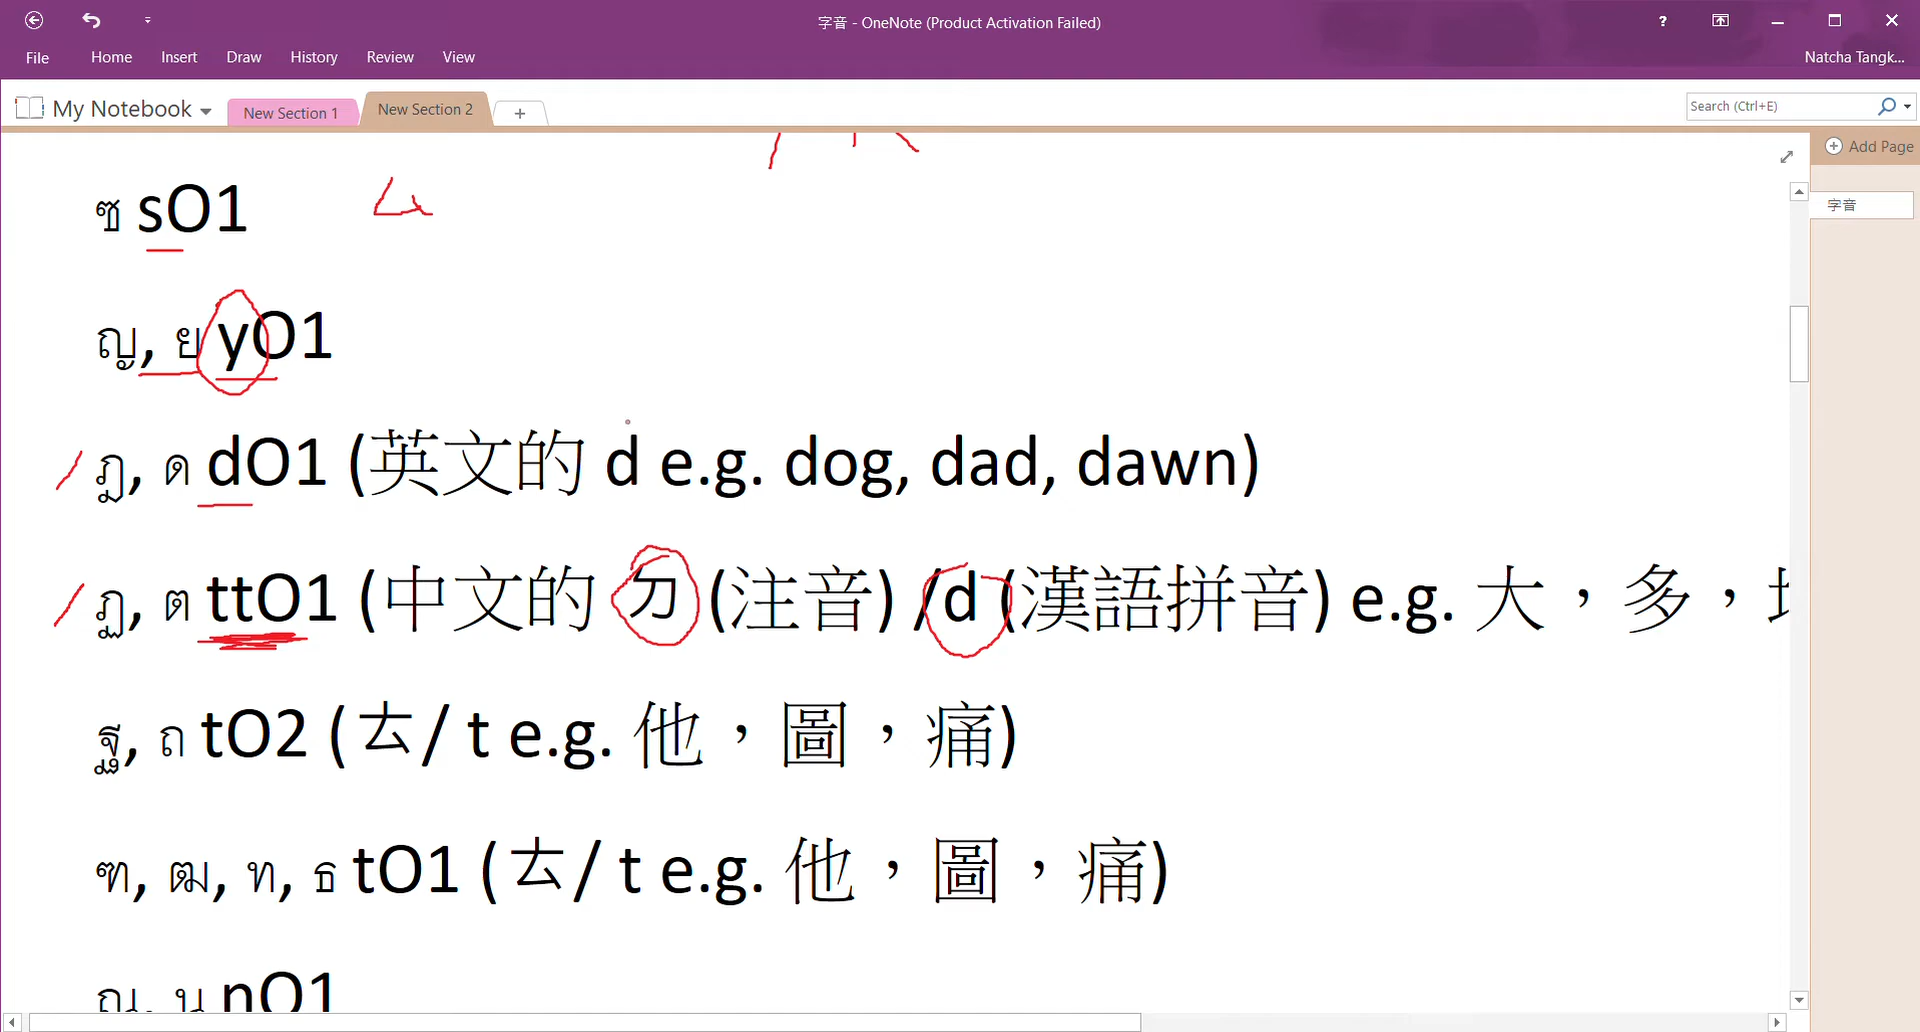 字音 - OneNote (Product Activation Failed)
?
File Home Insert Draw History Review View
Natcha Tangk...
My Notebook New Section 1 New Section 2 +
Search (Ctrl+E)
Add Page
字音
ซ sO1 ㄙ
ญ, ย yO1
ฎ, ด dO1 (英文的 d e.g. dog, dad, dawn)
ฏ, ต ttO1 (中文的 ㄉ (注音) /d (漢語拼音) e.g. 大，多，
ฐ, ถ tO2 (ㄊ/ t e.g. 他，圖，痛)
ฑ, ฒ, ท, ธ tO1 (ㄊ/ t e.g. 他，圖，痛)
ณ, น nO1